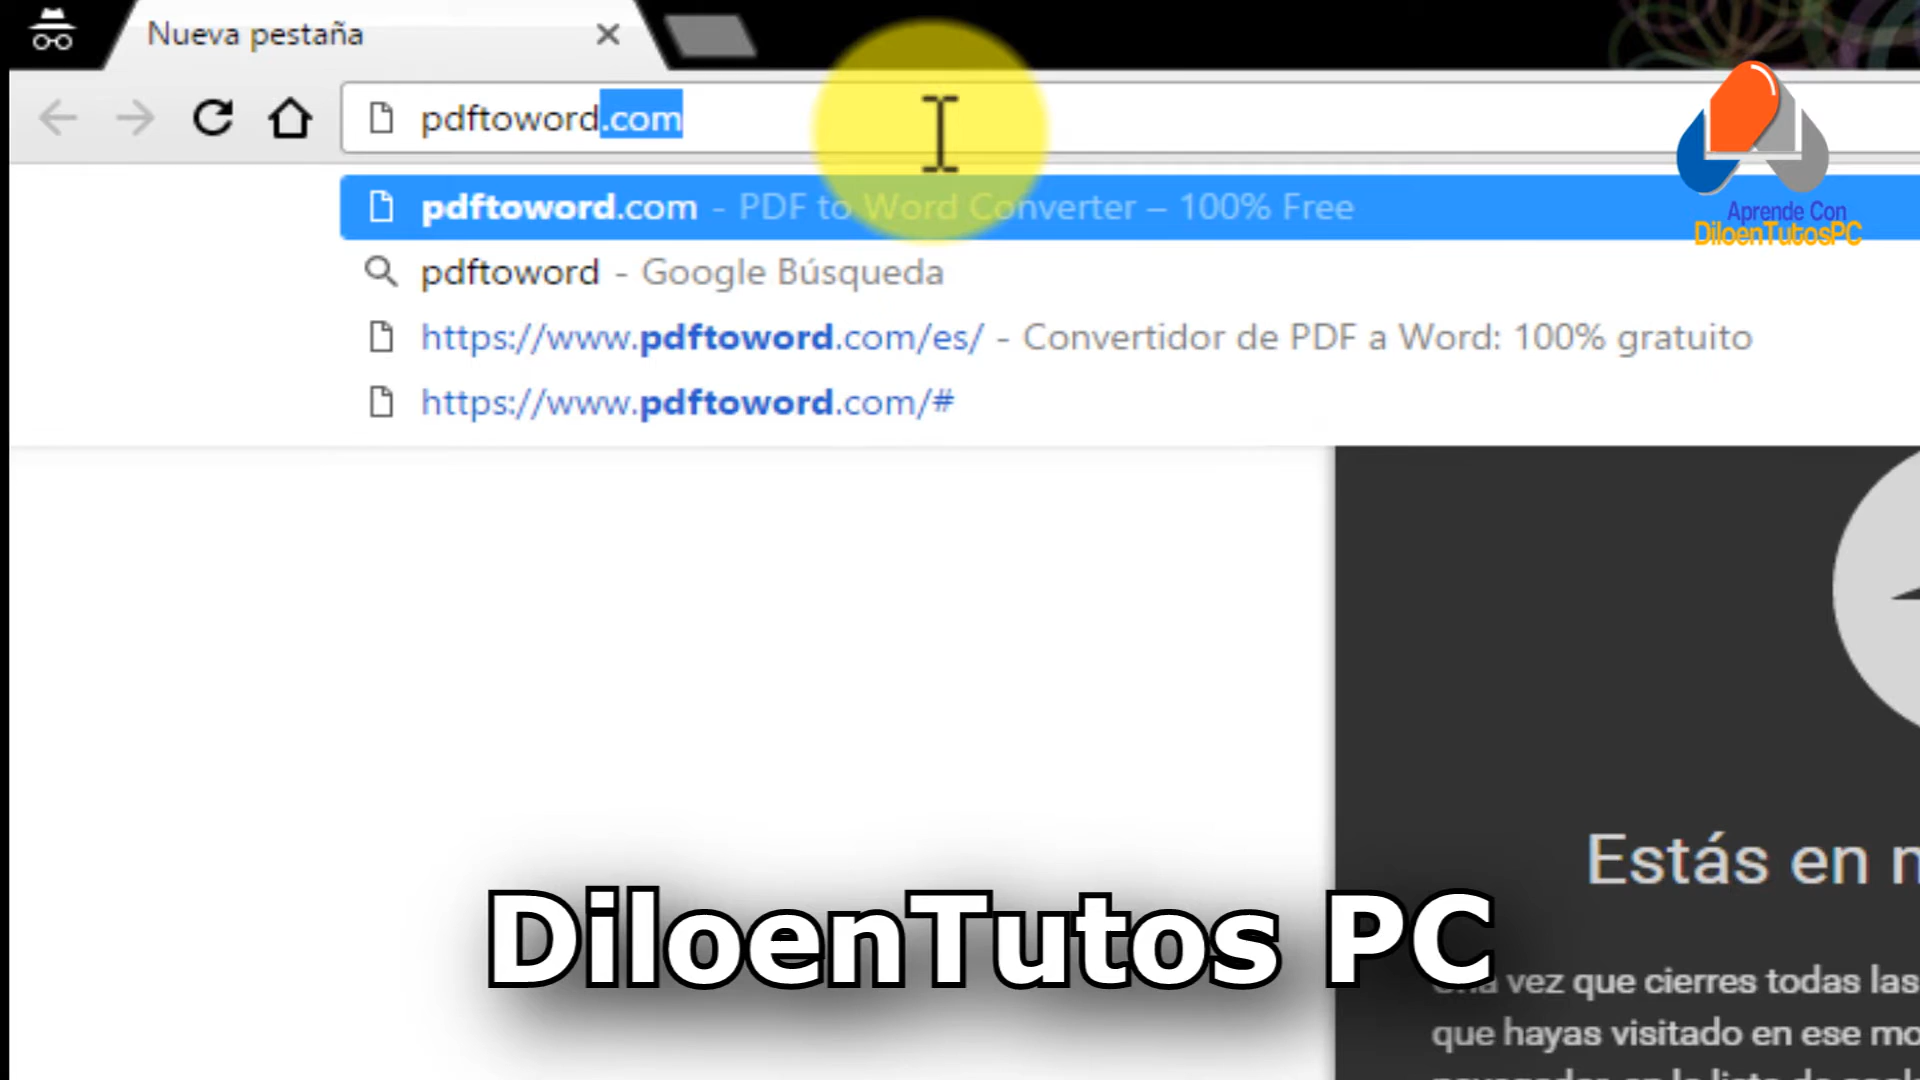 Nueva pestaña
pdftoword.com
pdftoword.com - PDF to Word Converter – 100% Free
pdftoword - Google Búsqueda
https://www.pdftoword.com/es/ - Convertidor de PDF a Word: 100% gratuito
https://www.pdftoword.com/#
Aprende Con
DiloenTutosPC
Estás en
DiloenTutos PC
vez que cierres todas las
que hayas visitado en ese